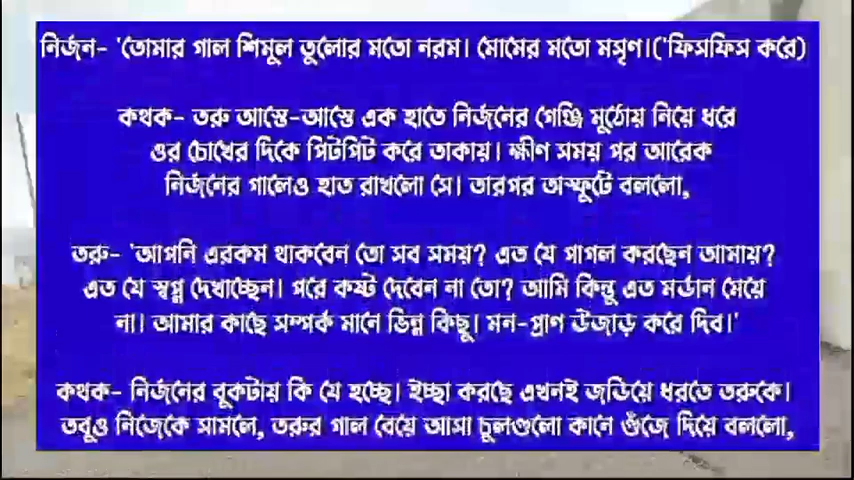 নির্জন- 'তোমার গাল শিমুল তুলোর মতো নরম। মোমের মতো মসৃণ।('ফিসফিস করে)
কথক- তরু আস্তে-আস্তে এক হাতে নির্জনের গেঞ্জি মুঠোয় নিয়ে ধরে
ওর চোখের দিকে পিটপিট করে তাকায়। ক্ষীণ সময় পর আরেক
নির্জনের গালেও হাত রাখলো সে। তারপর অস্ফুটে বললো,
তরু- 'আপনি এরকম থাকবেন তো সব সময়? এত যে পাগল করছেন আমায়?
এত যে স্বপ্ন দেখাচ্ছেন। পরে কষ্ট দেবেন না তো? আমি কিন্তু এত মর্ডান মেয়ে
না। আমার কাছে সম্পর্ক মানে ভিন্ন কিছু। মন-প্রাণ উজাড় করে দিব।'
কথক- নির্জনের বুকটায় কি যে হচ্ছে। ইচ্ছা করছে এখনই জড়িয়ে ধরতে তরুকে।
তবুও নিজেকে সামলে, তরুর গাল বেয়ে আসা চুলগুলো কানে গুঁজে দিয়ে বললো,